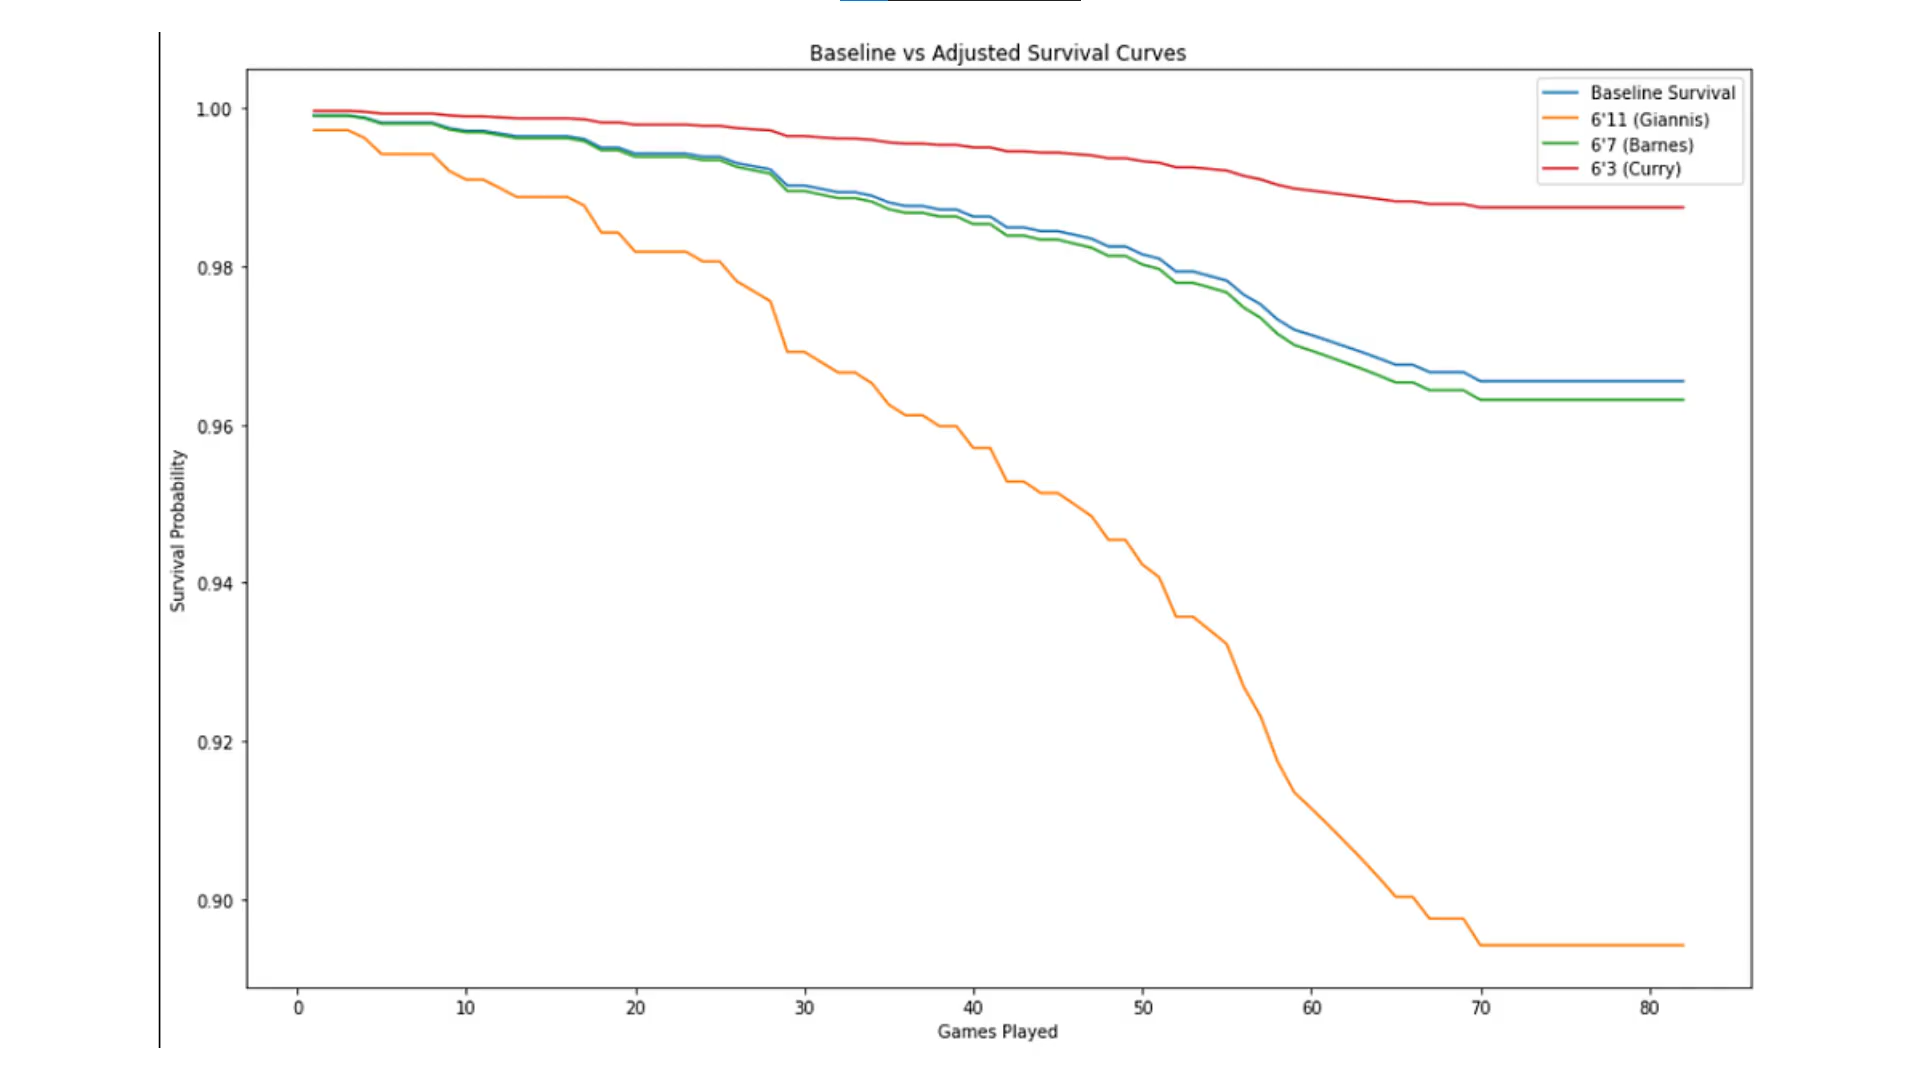 Baseline vs Adjusted Survival Curves
Baseline Survival
6'11 (Giannis)
6'7 (Barnes)
6'3 (Curry)
1.00
0.98
0.96
0.94
0.92
0.90
Survival Probability
0 10 20 30 40 50 60 70 80
Games Played